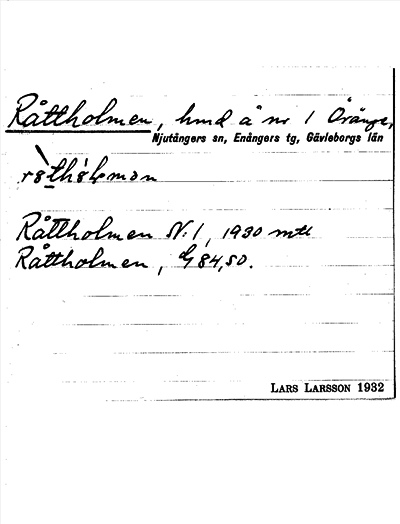 Råttholmen, hmd å nr 1 Öränge,
Njutångers sn, Enångers tg, Gävleborgs län
Råttholmen N:1, 1930 mtl
Råttholmen, G 84,50.
LARS LARSSON 1932